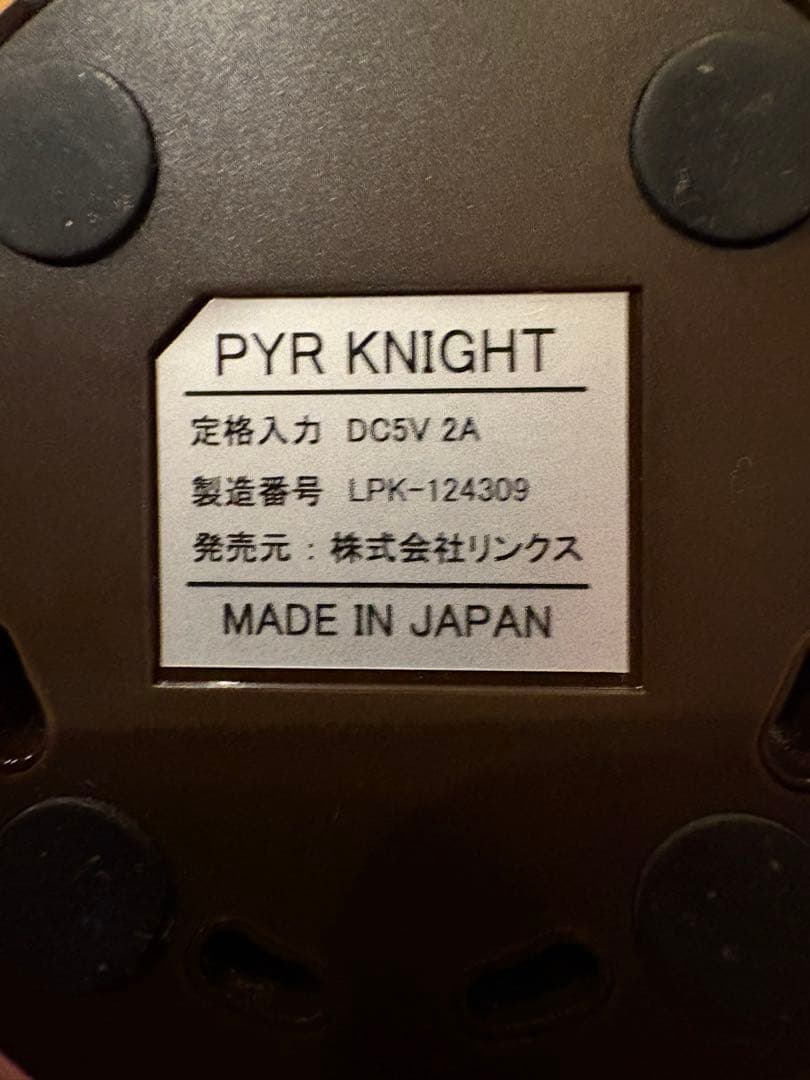 PYR KNIGHT
定格入力 DC5V 2A
製造番号 LPK-124309
発売元：株式会社リンクス
MADE IN JAPAN